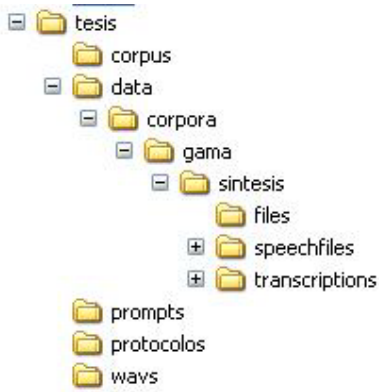 tesis
corpus
data
corpora
gama
sintesis
files
speechfiles
transcriptions
prompts
protocolos
wavs